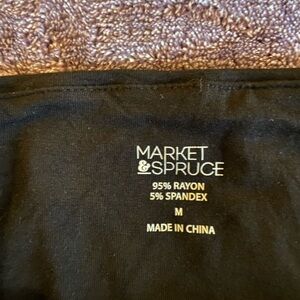 MARKET
&SPRUCE
95% RAYON
5% SPANDEX
M
MADE IN CHINA